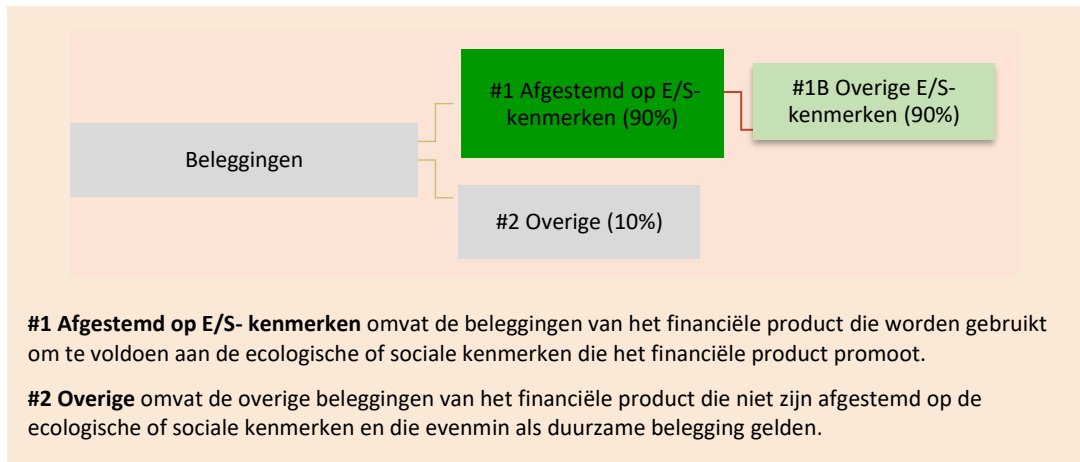 #1 Afgestemd op E/S-
kenmerken (90%)
#1B Overige E/S-
kenmerken (90%)
Beleggingen
#2 Overige (10%)
#1 Afgestemd op E/S- kenmerken omvat de beleggingen van het financiële product die worden gebruikt
om te voldoen aan de ecologische of sociale kenmerken die het financiële product promoot.
#2 Overige omvat de overige beleggingen van het financiële product die niet zijn afgestemd op de
ecologische of sociale kenmerken en die evenmin als duurzame belegging gelden.